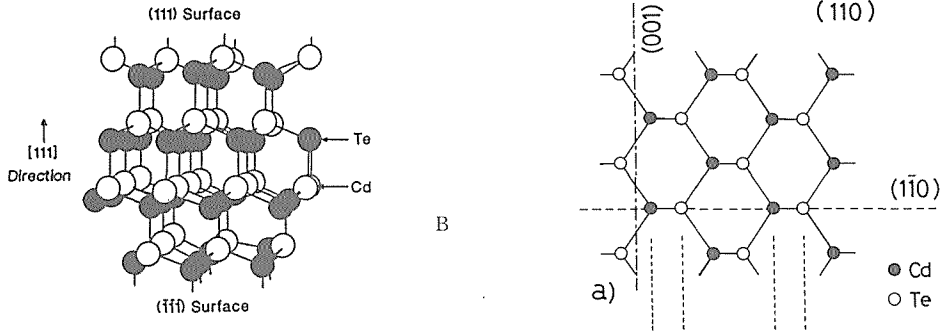 (111) Surface
[111]
Direction
Te
Cd
(1̄1̄1̄) Surface
B
(001)
(110)
(11̄0)
a)
Cd
Te